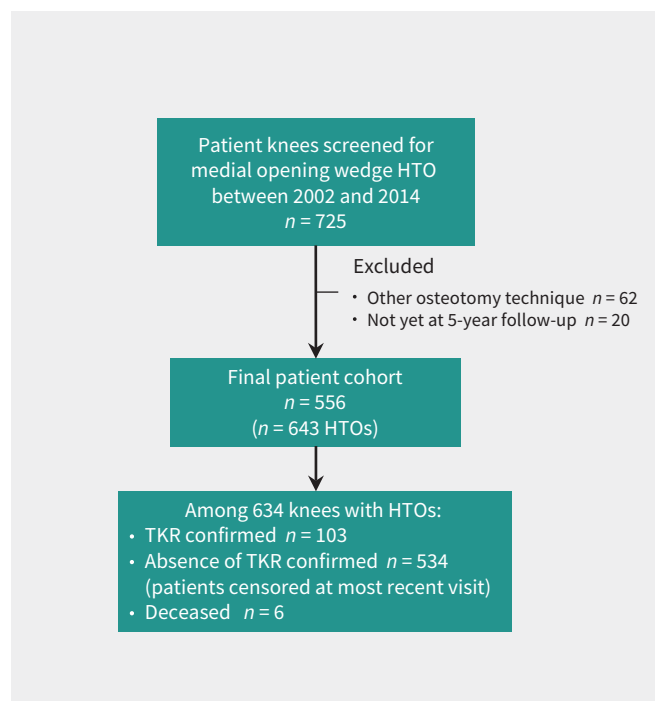 Patient knees screened for
medial opening wedge HTO
between 2002 and 2014
n = 725
Excluded
• Other osteotomy technique n = 62
• Not yet at 5-year follow-up n = 20
Final patient cohort
n = 556
(n = 643 HTOs)
Among 634 knees with HTOs:
• TKR confirmed n = 103
• Absence of TKR confirmed n = 534
(patients censored at most recent visit)
• Deceased n = 6